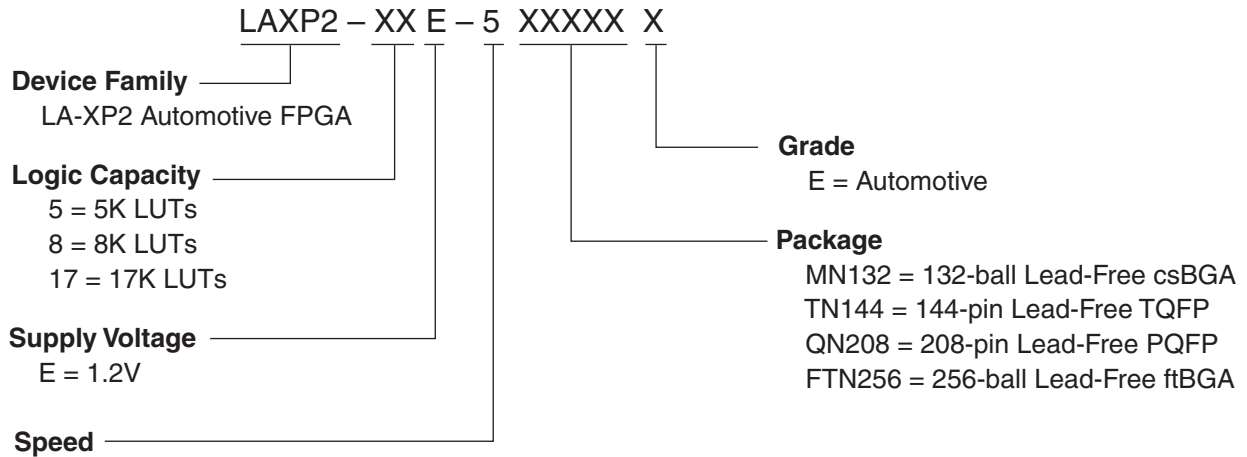 LAXP2 – XX E – 5 XXXXX X
Device Family
LA-XP2 Automotive FPGA
Logic Capacity
5 = 5K LUTs
8 = 8K LUTs
17 = 17K LUTs
Supply Voltage
E = 1.2V
Speed
Grade
E = Automotive
Package
MN132 = 132-ball Lead-Free csBGA
TN144 = 144-pin Lead-Free TQFP
QN208 = 208-pin Lead-Free PQFP
FTN256 = 256-ball Lead-Free ftBGA